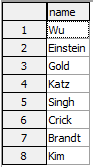 name
1 Wu
2 Einstein
3 Gold
4 Katz
5 Singh
6 Crick
7 Brandt
8 Kim